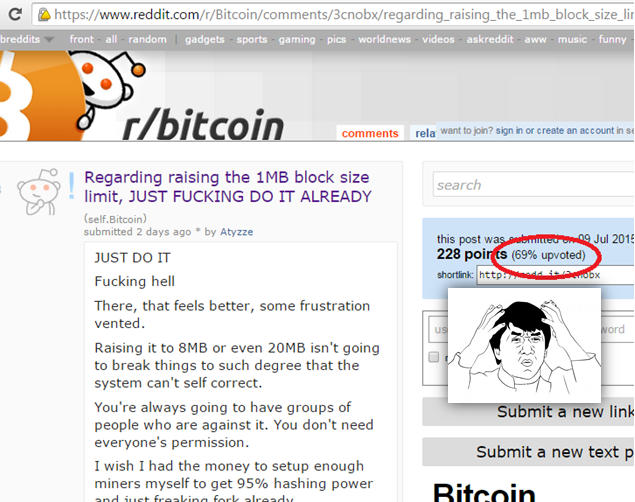 https://www.reddit.com/r/Bitcoin/comments/3cnobx/regarding_raising_the_1mb_block_size_lim
breddits front - all - random | gadgets - sports - gaming - pics - worldnews - videos - askreddit - aww - music - funny -
r/bitcoin
comments rela want to join? sign in or create an account in se
Regarding raising the 1MB block size
limit, JUST FUCKING DO IT ALREADY
(self.Bitcoin)
submitted 2 days ago * by Atyzze
JUST DO IT
Fucking hell
There, that feels better, some frustration
vented.
Raising it to 8MB or even 20MB isn't going
to break things to such degree that the
system can't self correct.
You're always going to have groups of
people who are against it. You don't need
everyone's permission.
I wish I had the money to setup enough
miners myself to get 95% hashing power
and just freaking fork already
search
this post was submitted on 09 Jul 2015
228 points (69% upvoted)
shortlink: http://redd.it/3cnobx
use word
Submit a new link
Submit a new text p
Bitcoin